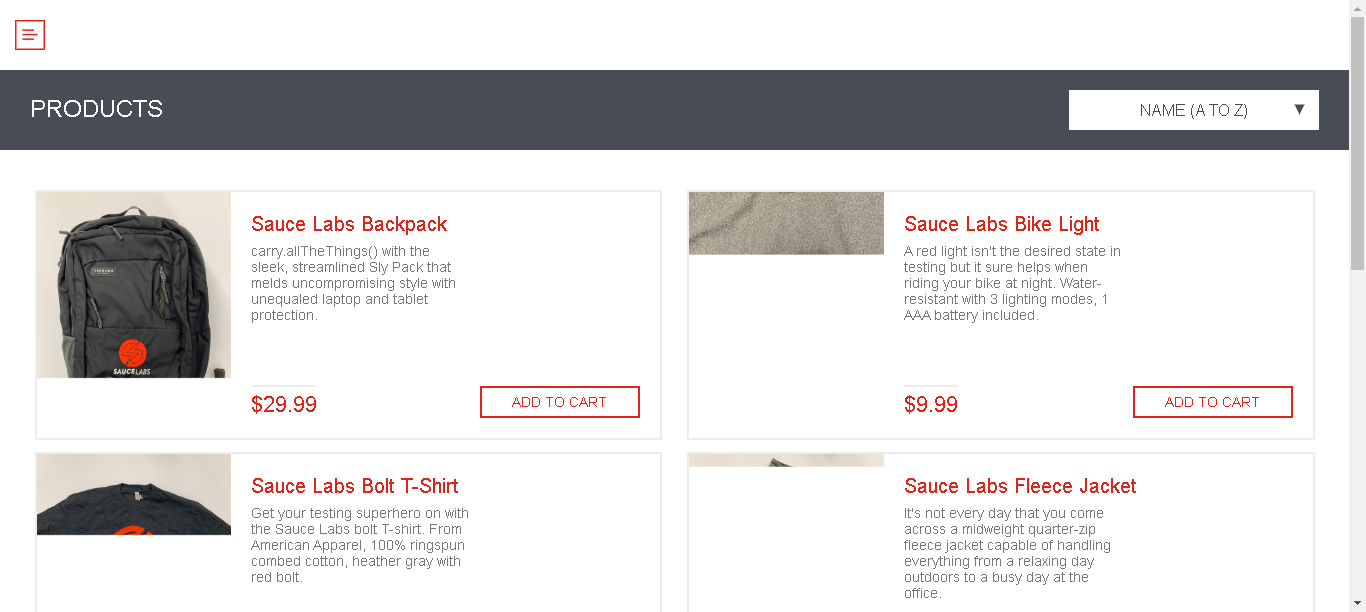 PRODUCTS
NAME (A TO Z)
Sauce Labs Backpack
carry.allTheThings() with the
sleek, streamlined Sly Pack that
melds uncompromising style with
unequaled laptop and tablet
protection.
$29.99
ADD TO CART
SAUCELABS
Sauce Labs Bike Light
A red light isn't the desired state in
testing but it sure helps when
riding your bike at night. Water-
resistant with 3 lighting modes, 1
AAA battery included.
$9.99
ADD TO CART
Sauce Labs Bolt T-Shirt
Get your testing superhero on with
the Sauce Labs bolt T-shirt. From
American Apparel, 100% ringspun
combed cotton, heather gray with
red bolt.
Sauce Labs Fleece Jacket
It's not every day that you come
across a midweight quarter-zip
fleece jacket capable of handling
everything from a relaxing day
outdoors to a busy day at the
office.